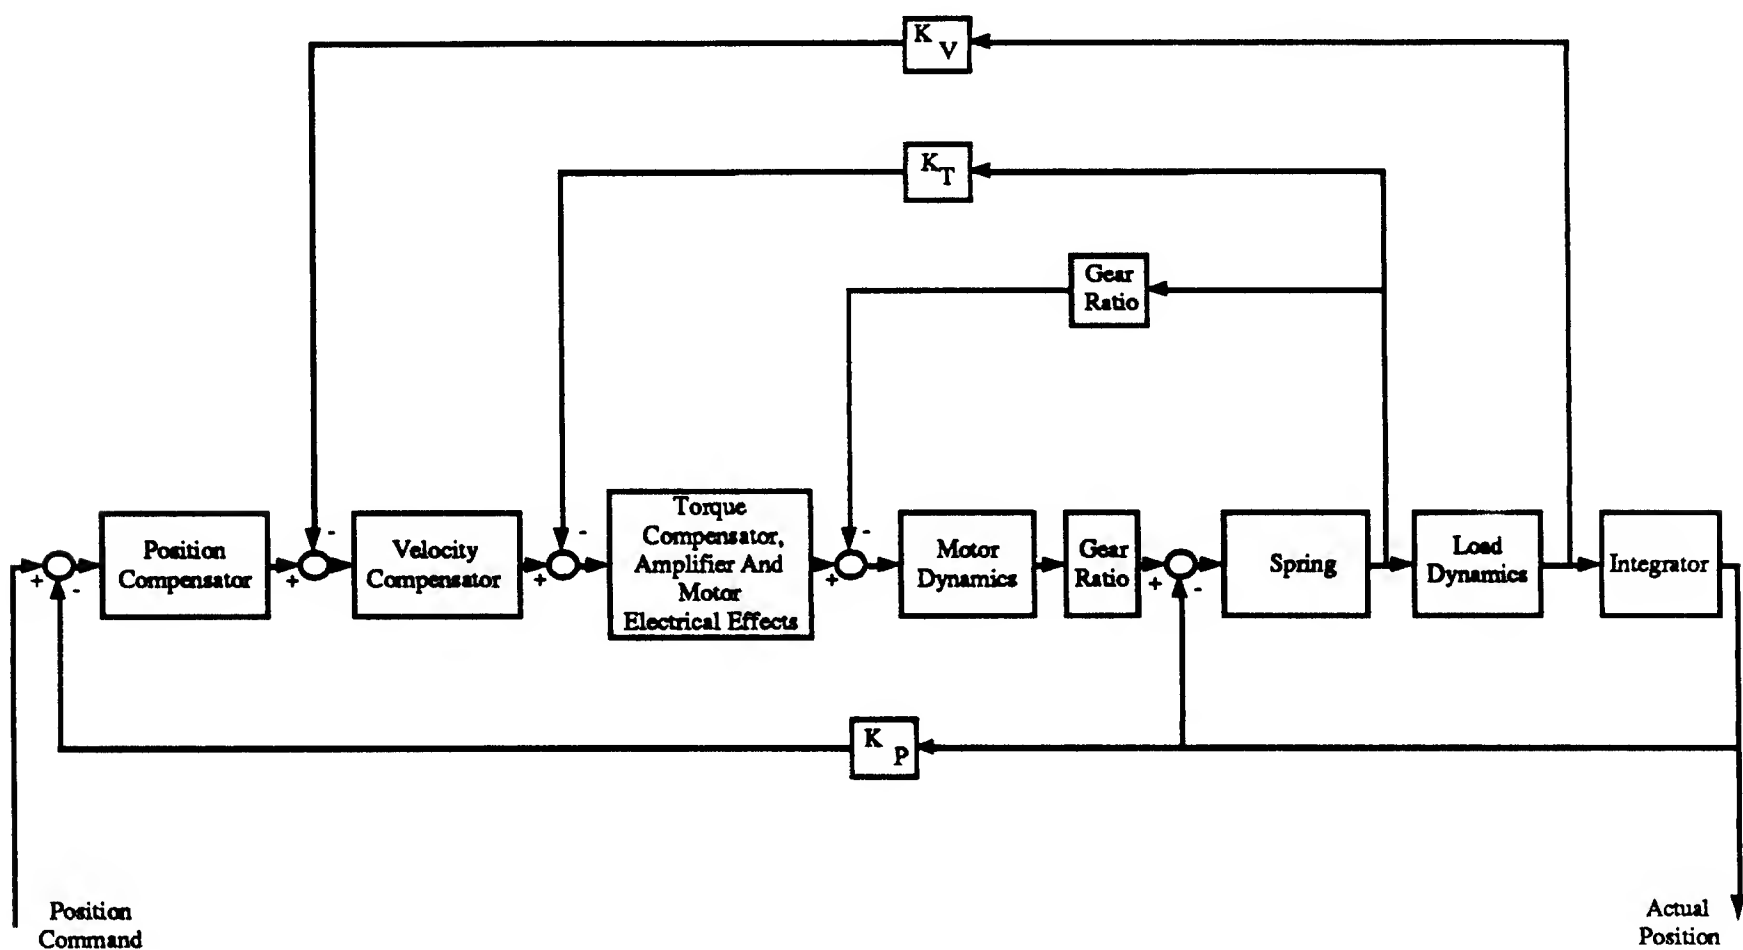 K V
K T
Gear
Ratio
Position
Compensator
Velocity
Compensator
Torque
Compensator,
Amplifier And
Motor
Electrical Effects
Motor
Dynamics
Gear
Ratio
Spring
Load
Dynamics
Integrator
+
-
+
-
+
-
+
-
+
-
K P
Position
Command
Actual
Position